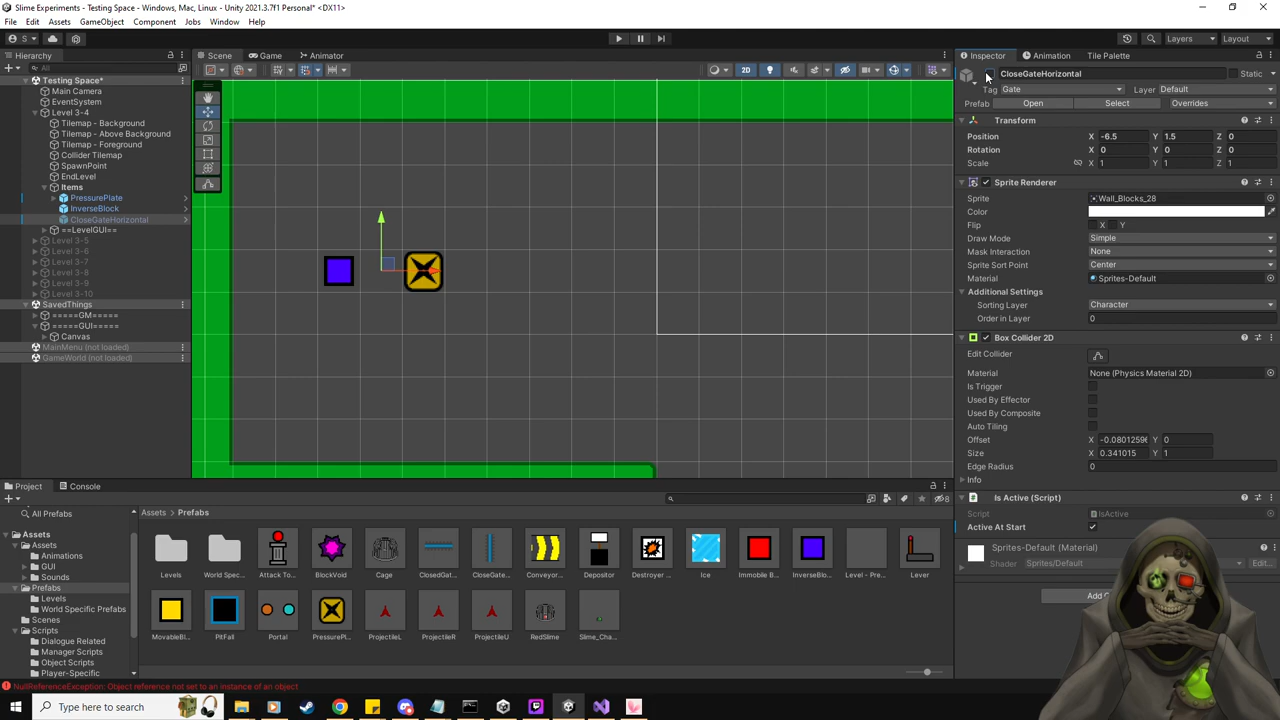 Slime Experiments - Testing Space - Windows, Mac, Linux - Unity 2021.3.7f1 Personal* <DX11>
File Edit Assets GameObject Component Jobs Window Help
S Layers Layout
Hierarchy
All
Testing Space*
Main Camera
EventSystem
Level 3-4
Tilemap - Background
Tilemap - Above Background
Tilemap - Foreground
Collider Tilemap
SpawnPoint
EndLevel
Items
PressurePlate
InverseBlock
CloseGateHorizontal
==LevelGUI==
Level 3-5
Level 3-6
Level 3-7
Level 3-8
Level 3-9
Level 3-10
SavedThings
=====GM=====
=====GUI=====
Canvas
MainMenu (not loaded)
GameWorld (not loaded)
Scene Game Animator
2D
Inspector Animation Tile Palette
CloseGateHorizontal Static
Tag Gate Layer Default
Prefab Open Select Overrides
Transform
Position X -6.5 Y 1.5 Z 0
Rotation X 0 Y 0 Z 0
Scale X 1 Y 1 Z 1
Sprite Renderer
Sprite Wall_Blocks_28
Color
Flip X Y
Draw Mode Simple
Mask Interaction None
Sprite Sort Point Center
Material Sprites-Default
Additional Settings
Sorting Layer Character
Order in Layer 0
Box Collider 2D
Edit Collider
Material None (Physics Material 2D)
Is Trigger
Used By Effector
Used By Composite
Auto Tiling
Offset X -0.0801259 Y 0
Size X 0.341015 Y 1
Edge Radius 0
Info
Is Active (Script)
Script IsActive
Active At Start
Sprites-Default (Material)
Shader Sprites/Default Edit...
Add C
Project Console
8
All Prefabs
Assets
Assets
Animations
GUI
Sounds
Prefabs
Levels
World Specific Prefabs
Scenes
Scripts
Dialogue Related
Manager Scripts
Object Scripts
Player-Specific
Assets > Prefabs
Levels World Spec... Attack To... BlockVoid Cage ClosedGat... CloseGate... Conveyor... Depositor Destroyer ... Ice Immobile B... InverseBlo... Level - Pre... Lever
MovableBl... PitFall Portal PressurePl... ProjectileL ProjectileR ProjectileU RedSlime Slime_Cha...
NullReferenceException: Object reference not set to an instance of an object
Type here to search